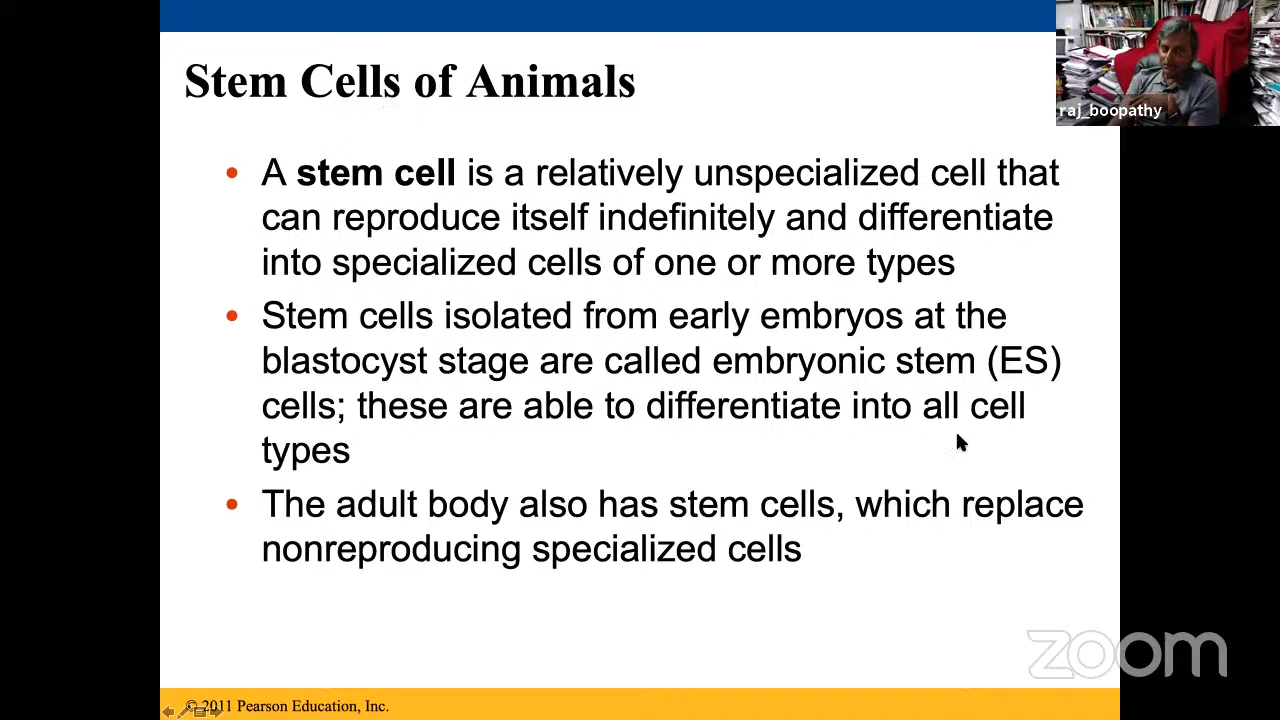 Stem Cells of Animals
raj_boopathy
• A stem cell is a relatively unspecialized cell that
can reproduce itself indefinitely and differentiate
into specialized cells of one or more types
• Stem cells isolated from early embryos at the
blastocyst stage are called embryonic stem (ES)
cells; these are able to differentiate into all cell
types
• The adult body also has stem cells, which replace
nonreproducing specialized cells
zoom
© 2011 Pearson Education, Inc.